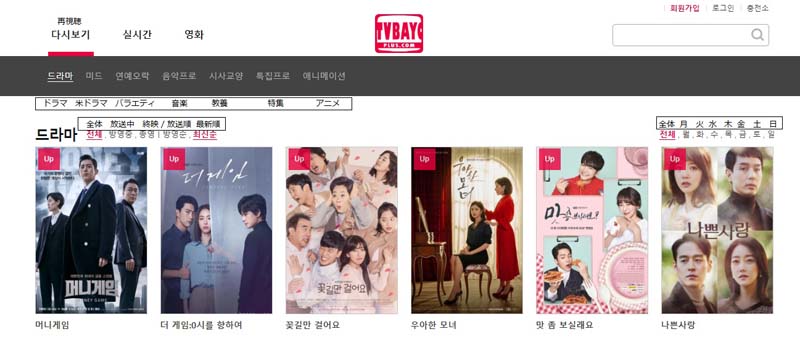 회원가입 | 로그인 | 충전소
再視聴
다시보기 실시간 영화
TVBAYO
PLUS.COM
드라마 미드 연예오락 음악프로 시사교양 특집프로 애니메이션
ドラマ 米ドラマ バラエティ 音楽 教養 特集 アニメ
全体 放送中 終映 / 放送順 最新順
全体 月 火 水 木 金 土 日
드라마 전체 , 방영중 , 종영 | 방영순 , 최신순
전체 , 월 , 화 , 수 , 목 , 금 , 토 , 일
Up Up Up Up Up Up
머니게임
더 게임
꽃길만 걸어요
우아한 모녀
맛 좀 보실래요?
나쁜사랑
머니게임 더 게임:0시를 향하여 꽃길만 걸어요 우아한 모녀 맛 좀 보실래요 나쁜사랑